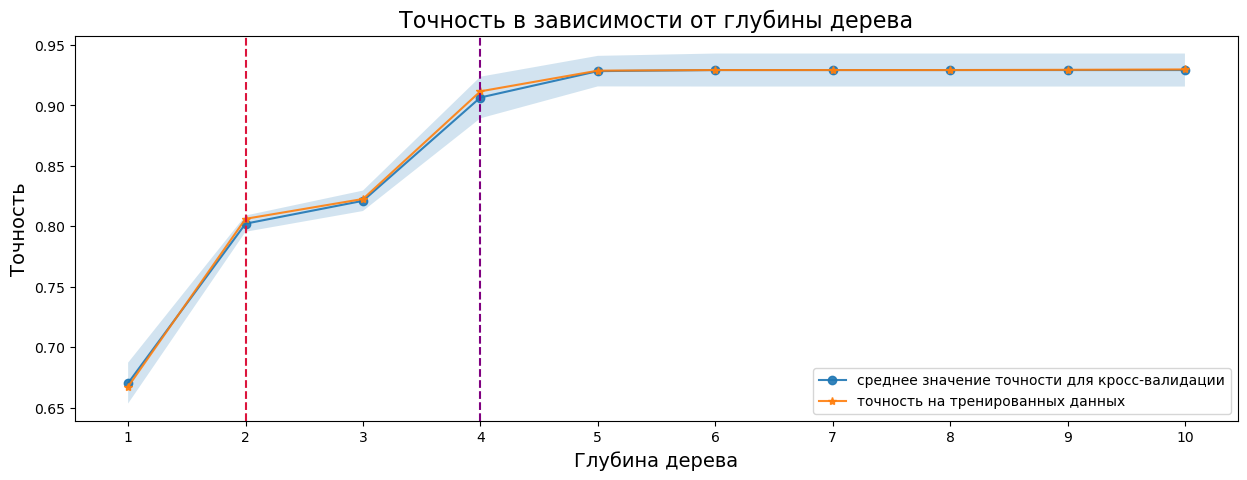 Точность в зависимости от глубины дерева
Точность
0.95
0.90
0.85
0.80
0.75
0.70
0.65
среднее значение точности для кросс-валидации
точность на тренированных данных
1 2 3 4 5 6 7 8 9 10
Глубина дерева